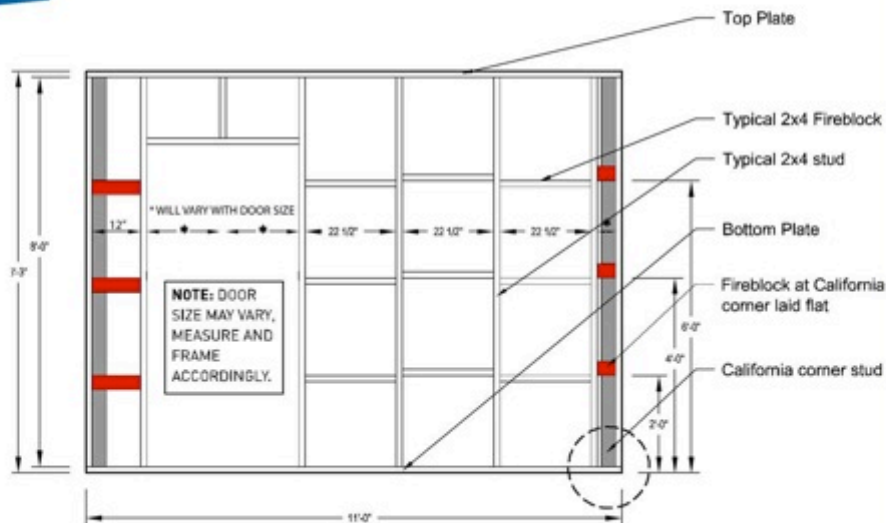 Top Plate
Typical 2x4 Fireblock
Typical 2x4 stud
* WILL VARY WITH DOOR SIZE
12"
22 1/2"
22 1/2"
22 1/2"
Bottom Plate
8'-0"
7'-3"
NOTE: DOOR
SIZE MAY VARY,
MEASURE AND
FRAME
ACCORDINGLY.
Fireblock at California
corner laid flat
6'-0"
4'-0"
2'-0"
California corner stud
11'-0"